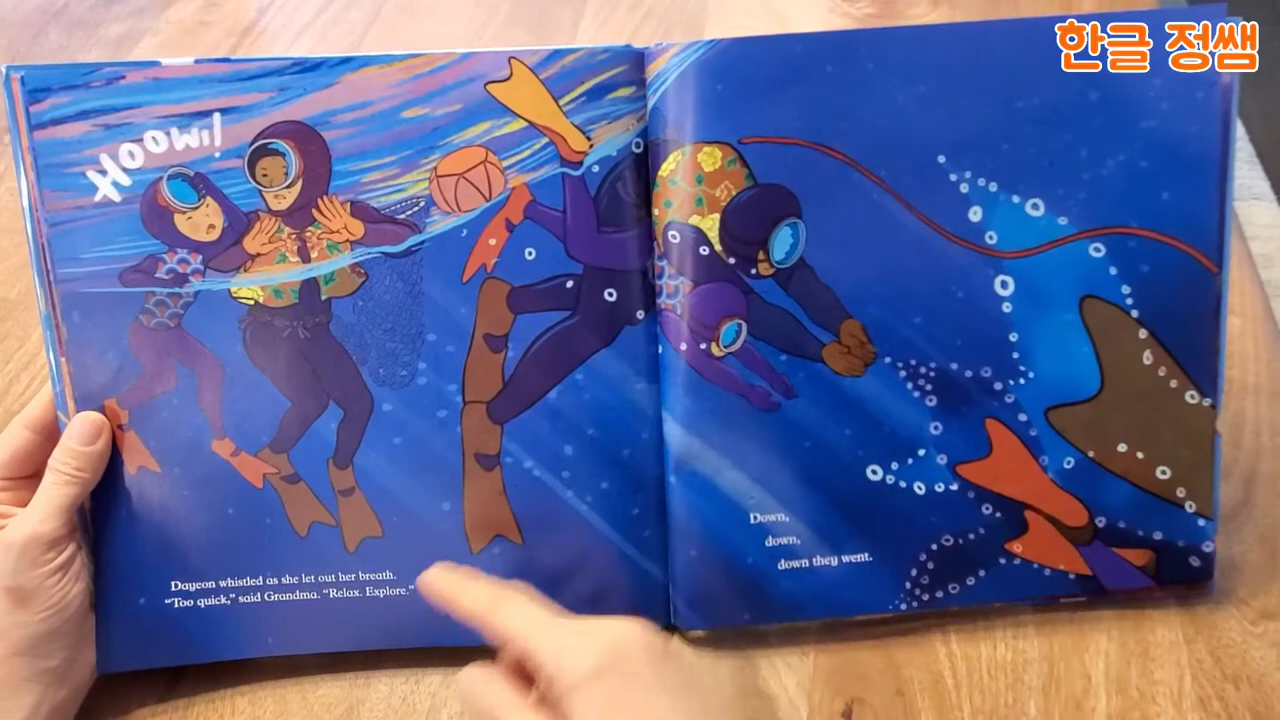 한글 정쌤
HOOWI!
Dayeon whistled as she let out her breath.
“Too quick,” said Grandma. “Relax. Explore.”
Down,
down,
down they went.